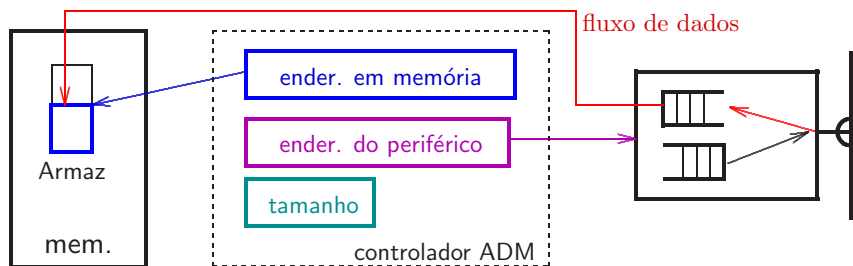 fluxo de dados
ender. em memória
ender. do periférico
Armaz
tamanho
mem.
controlador ADM